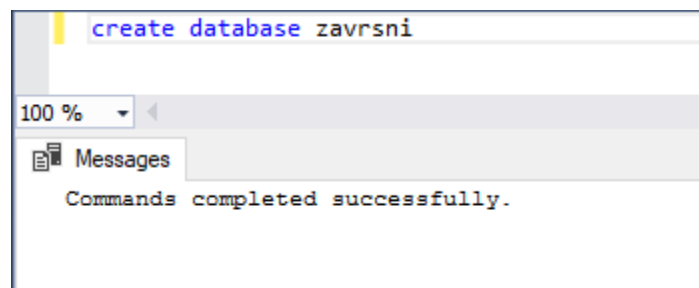 create database zavrsni
100 %
Messages
Commands completed successfully.